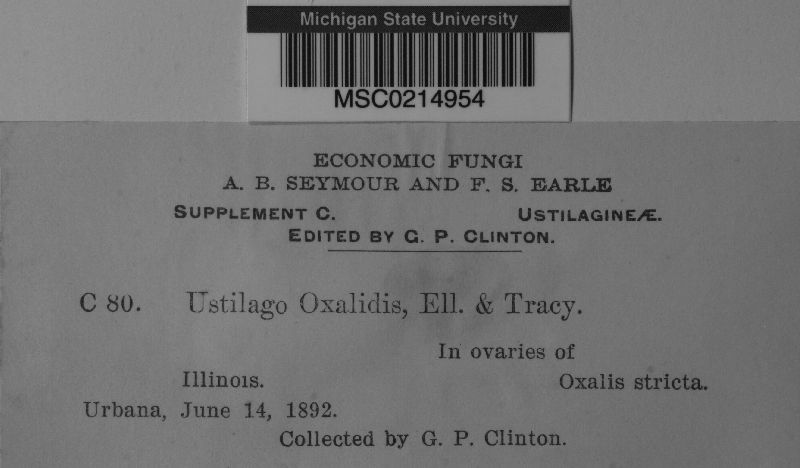 Michigan State University
MSC0214954
ECONOMIC FUNGI
A. B. SEYMOUR AND F. S. EARLE
SUPPLEMENT C. USTILAGINEÆ.
EDITED BY G. P. CLINTON.
C 80. Ustilago Oxalidis, Ell. & Tracy.
In ovaries of
Illinois. Oxalis stricta.
Urbana, June 14, 1892.
Collected by G. P. Clinton.